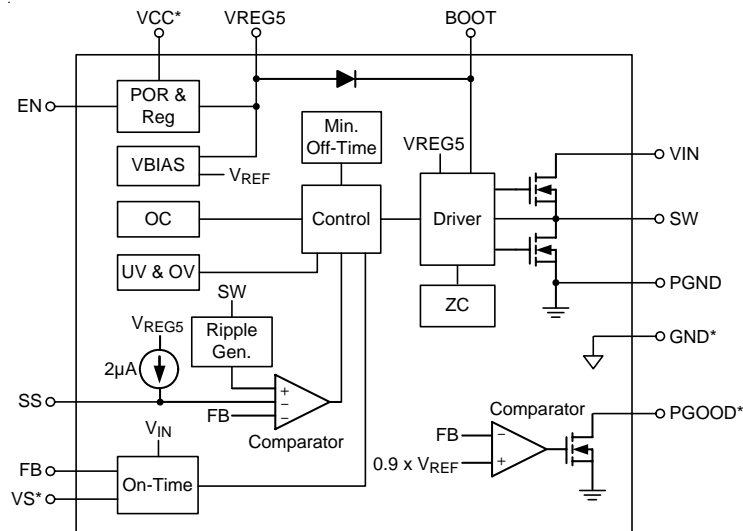 VCC*
VREG5
BOOT
EN
POR &
Reg
Min.
Off-Time
VREG5
VIN
VBIAS
VREF
OC
Control
Driver
SW
UV & OV
SW
ZC
PGND
VREG5
Ripple
Gen.
GND*
2µA
+
−
SS
FB
−
Comparator
Comparator
PGOOD*
VIN
FB
−
FB
On-Time
0.9 x VREF
+
VS*